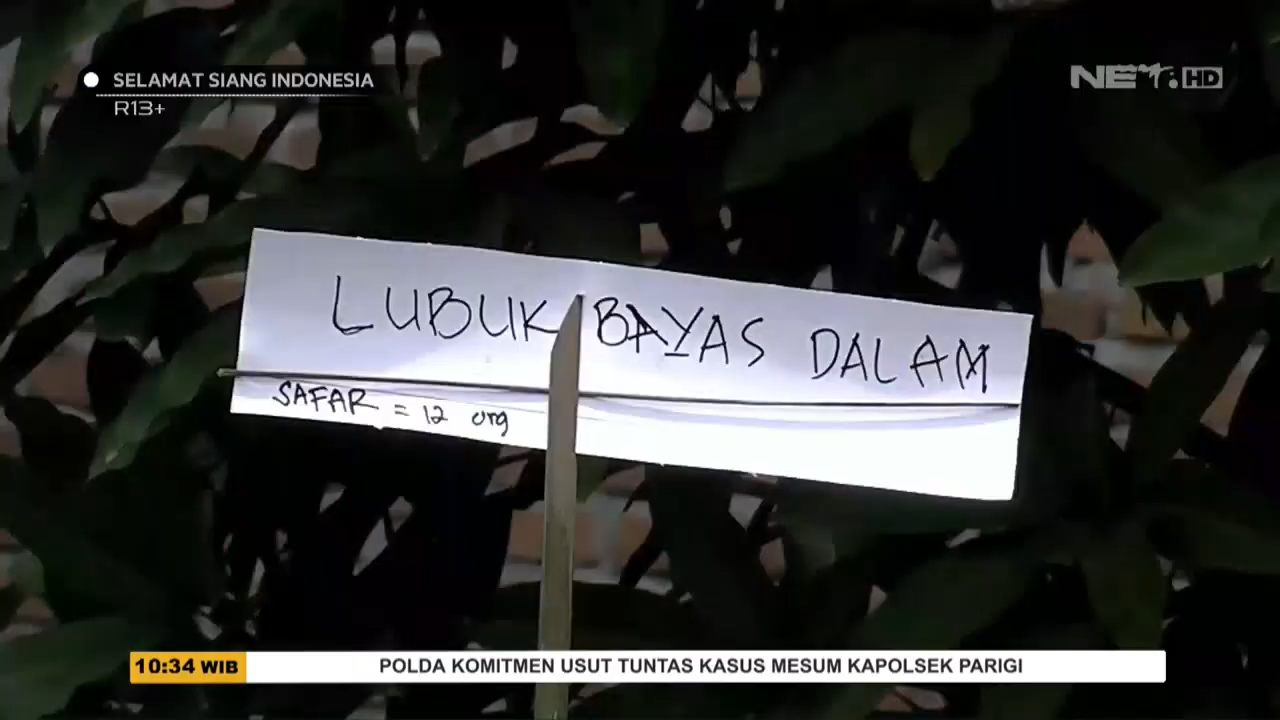 SELAMAT SIANG INDONESIA
R13+
NET. HD
LUBUK BAYAS DALAM
SAFAR = 12 org
10:34 WIB
POLDA KOMITMEN USUT TUNTAS KASUS MESUM KAPOLSEK PARIGI